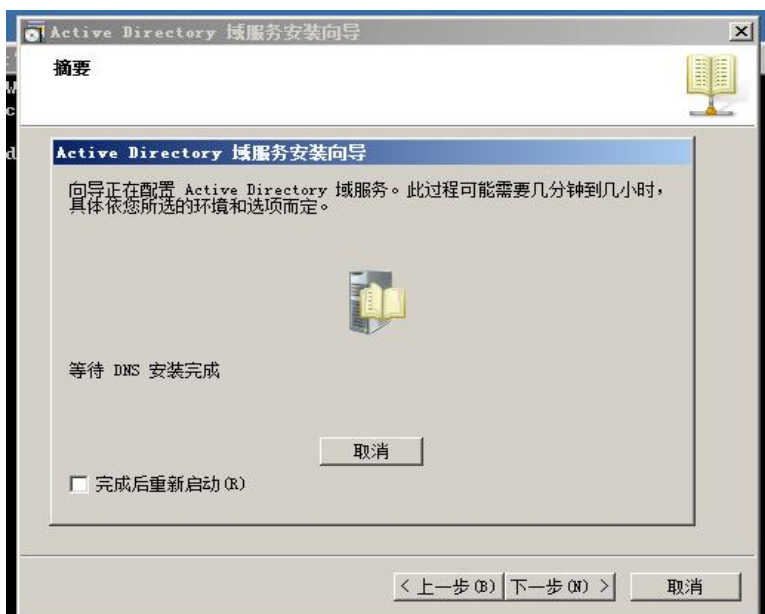 Active Directory 域服务安装向导
摘要
Active Directory 域服务安装向导
向导正在配置 Active Directory 域服务。此过程可能需要几分钟到几小时，
具体依您所选的环境和选项而定。
等待 DNS 安装完成
取消
完成后重新启动(R)
< 上一步(B) 下一步(N) > 取消